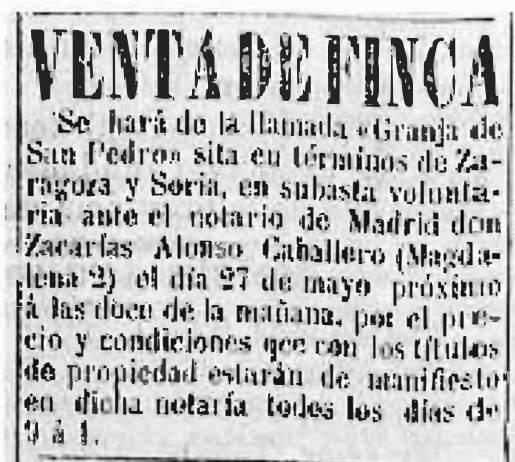 VENTA DE FINCA
Se hará de la llamada «Granja de
San Pedro» sita en términos de Za-
ragoza y Soria, en subasta volunta-
ria ante el notario de Madrid don
Zacarías Alonso Caballero (Magda-
lena 2) el día 27 de mayo próximo
á las doce de la mañana, por el pre-
cio y condiciones que con los títulos
de propiedad estarán de manifiesto
en dicha notaría todos los días de
9 á 1.